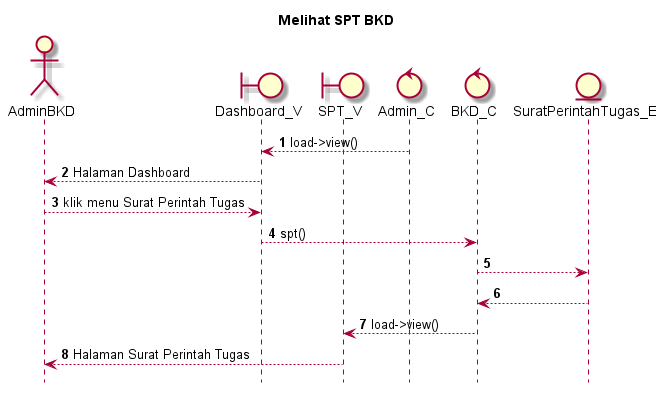 Melihat SPT BKD
AdminBKD
Dashboard_V
SPT_V
Admin_C
BKD_C
SuratPerintahTugas_E
1 load->view()
2 Halaman Dashboard
3 klik menu Surat Perintah Tugas
4 spt()
5
6
7 load->view()
8 Halaman Surat Perintah Tugas